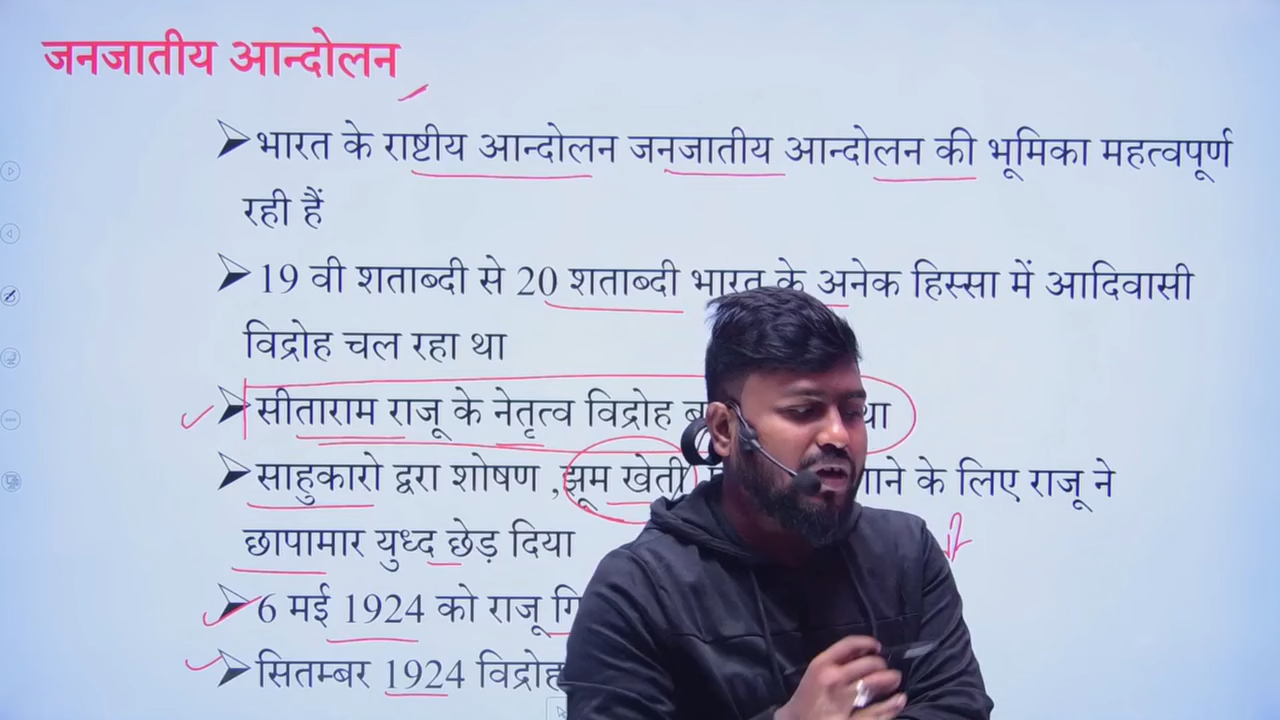 जनजातीय आन्दोलन
भारत के राष्टीय आन्दोलन जनजातीय आन्दोलन की भूमिका महत्वपूर्ण
रही हैं
19 वी शताब्दी से 20 शताब्दी भारत के अनेक हिस्सा में आदिवासी
विद्रोह चल रहा था
सीताराम राजू के नेतृत्व विद्रोह था
साहुकारो द्वरा शोषण ,झूम खेती के लिए राजू ने
छापामार युध्द छेड़ दिया
6 मई 1924 को राजू
सितम्बर 1924 विद्रोह